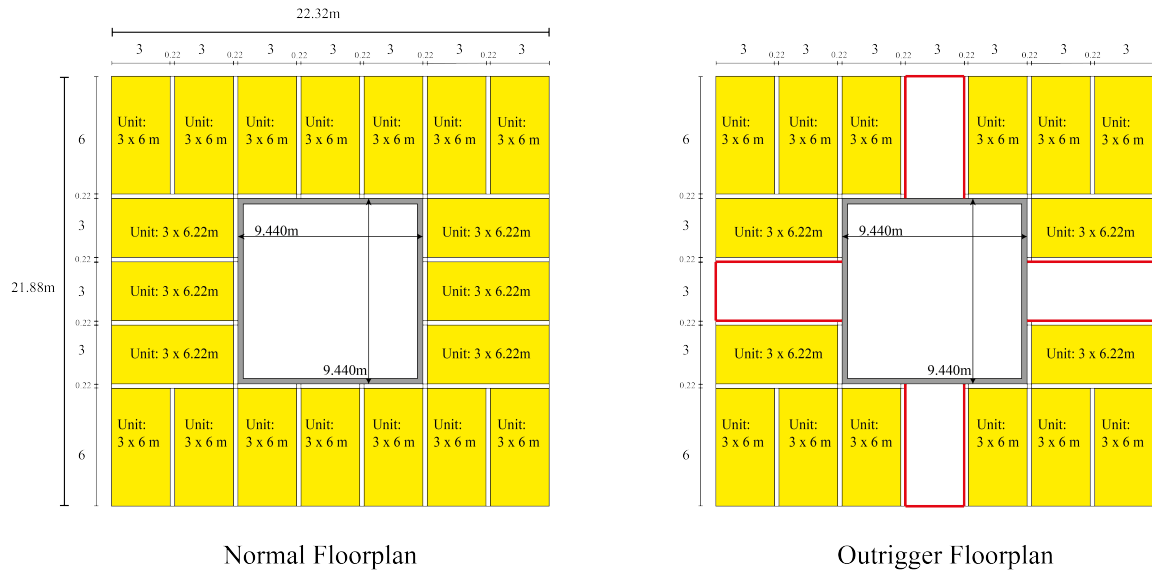 22.32m
3 0.22 3 0.22 3 0.22 3 0.22 3 0.22 3 0.22 3
21.88m
6
0.22
3
0.22
3
0.22
3
0.22
6
Unit:
3 x 6 m
Unit:
3 x 6 m
Unit:
3 x 6 m
Unit:
3 x 6 m
Unit:
3 x 6 m
Unit:
3 x 6 m
Unit:
3 x 6 m
Unit: 3 x 6.22m
Unit: 3 x 6.22m
Unit: 3 x 6.22m
9.440m
9.440m
Unit: 3 x 6.22m
Unit: 3 x 6.22m
Unit: 3 x 6.22m
Unit:
3 x 6 m
Unit:
3 x 6 m
Unit:
3 x 6 m
Unit:
3 x 6 m
Unit:
3 x 6 m
Unit:
3 x 6 m
Unit:
3 x 6 m
Normal Floorplan
3 0.22 3 0.22 3 0.22 3 0.22 3 0.22 3 0.22 3
6
0.22
3
0.22
3
0.22
3
0.22
6
Unit:
3 x 6 m
Unit:
3 x 6 m
Unit:
3 x 6 m
Unit:
3 x 6 m
Unit:
3 x 6 m
Unit:
3 x 6 m
Unit: 3 x 6.22m
Unit: 3 x 6.22m
9.440m
9.440m
Unit: 3 x 6.22m
Unit: 3 x 6.22m
Unit:
3 x 6 m
Unit:
3 x 6 m
Unit:
3 x 6 m
Unit:
3 x 6 m
Unit:
3 x 6 m
Unit:
3 x 6 m
Outrigger Floorplan